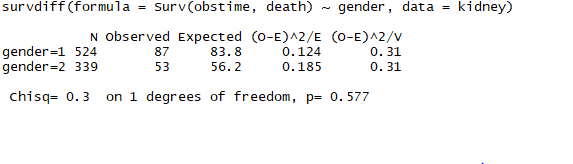 survdiff(formula = Surv(obstime, death) ~ gender, data = kidney)
N Observed Expected (O-E)^2/E (O-E)^2/V
gender=1 524 87 83.8 0.124 0.31
gender=2 339 53 56.2 0.185 0.31
Chisq= 0.3 on 1 degrees of freedom, p= 0.577